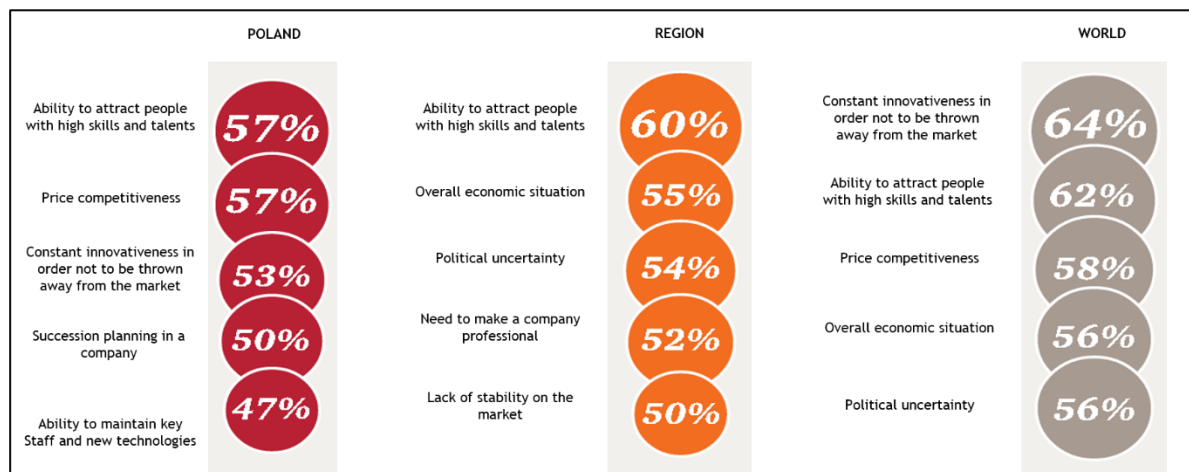 POLAND
Ability to attract people
with high skills and talents
57%
Price competitiveness
57%
Constant innovativeness in
order not to be thrown
away from the market
53%
Succession planning in a
company
50%
Ability to maintain key
Staff and new technologies
47%
REGION
Ability to attract people
with high skills and talents
60%
Overall economic situation
55%
Political uncertainty
54%
Need to make a company
professional
52%
Lack of stability on the
market
50%
WORLD
Constant innovativeness in
order not to be thrown
away from the market
64%
Ability to attract people
with high skills and talents
62%
Price competitiveness
58%
Overall economic situation
56%
Political uncertainty
56%